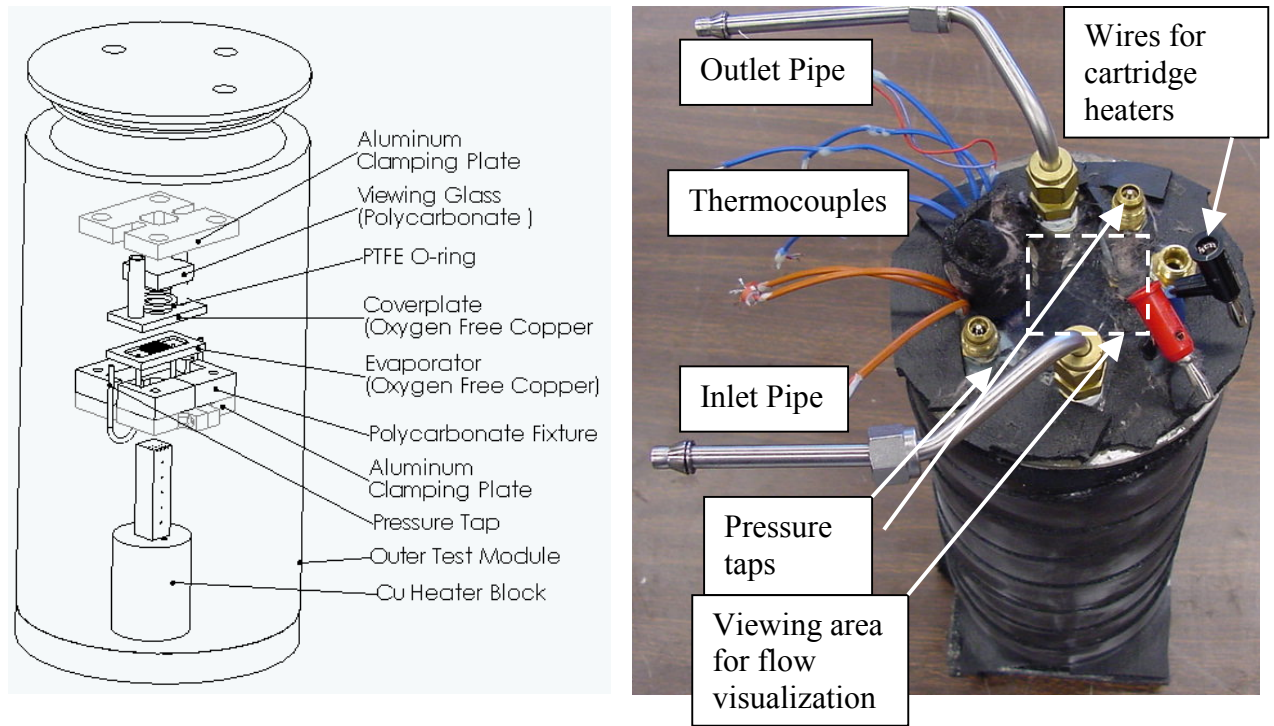 Aluminum
Clamping Plate
Viewing Glass
(Polycarbonate )
PTFE O-ring
Coverplate
(Oxygen Free Copper
Evaporator
(Oxygen Free Copper)
Polycarbonate Fixture
Aluminum
Clamping Plate
Pressure Tap
Outer Test Module
Cu Heater Block
Outlet Pipe
Wires for
cartridge
heaters
Thermocouples
Inlet Pipe
Pressure
taps
Viewing area
for flow
visualization